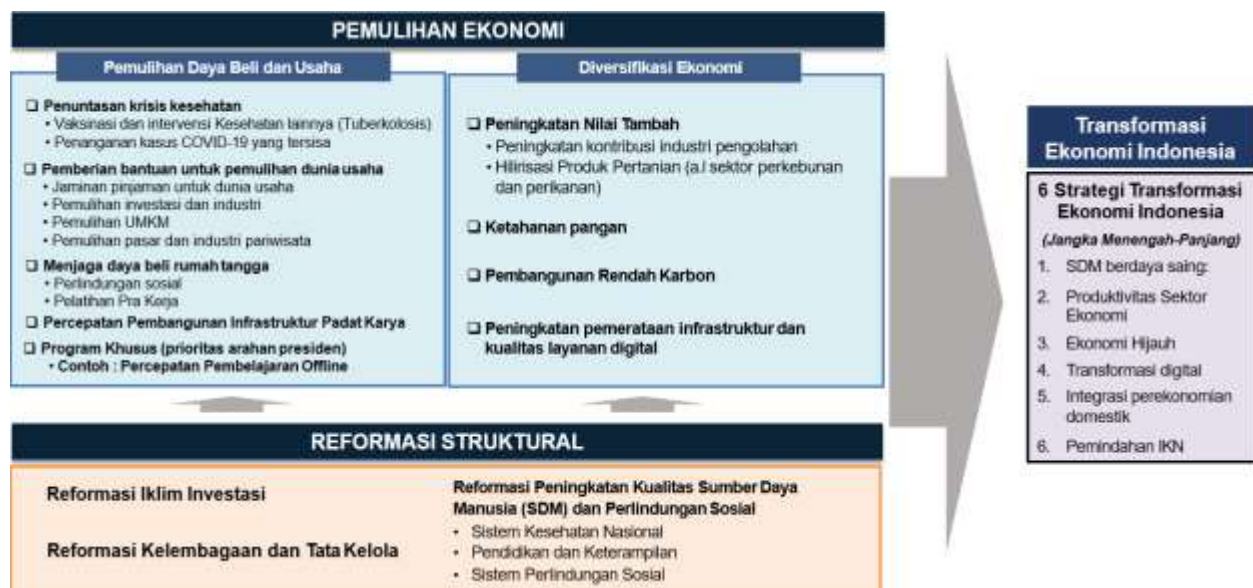 PEMULIHAN EKONOMI
Pemulihan Daya Beli dan Usaha
❑ Penuntasan krisis kesehatan
• Vaksinasi dan intervensi Kesehatan lainnya (Tuberkolosis)
• Penanganan kasus COVID-19 yang tersisa
❑ Pemberian bantuan untuk pemulihan dunia usaha
• Jaminan pinjaman untuk dunia usaha
• Pemulihan investasi dan industri
• Pemulihan UMKM
• Pemulihan pasar dan industri pariwisata
❑ Menjaga daya beli rumah tangga
• Perlindungan sosial
• Pelatihan Pra Kerja
❑ Percepatan Pembangunan Infrastruktur Padat Karya
❑ Program Khusus (prioritas arahan presiden)
• Contoh : Percepatan Pembelajaran Offline
Diversifikasi Ekonomi
❑ Peningkatan Nilai Tambah
• Peningkatan kontribusi industri pengolahan
• Hilirisasi Produk Pertanian (a.l sektor perkebunan
dan perikanan)
❑ Ketahanan pangan
❑ Pembangunan Rendah Karbon
❑ Peningkatan pemerataan infrastruktur dan
kualitas layanan digital
REFORMASI STRUKTURAL
Reformasi Iklim Investasi
Reformasi Kelembagaan dan Tata Kelola
Reformasi Peningkatan Kualitas Sumber Daya
Manusia (SDM) dan Perlindungan Sosial
• Sistem Kesehatan Nasional
• Pendidikan dan Keterampilan
• Sistem Perlindungan Sosial
Transformasi
Ekonomi Indonesia
6 Strategi Transformasi
Ekonomi Indonesia
(Jangka Menengah-Panjang)
1. SDM berdaya saing:
2. Produktivitas Sektor
Ekonomi
3. Ekonomi Hijauh
4. Transformasi digital
5. Integrasi perekonomian
domestik
6. Pemindahan IKN